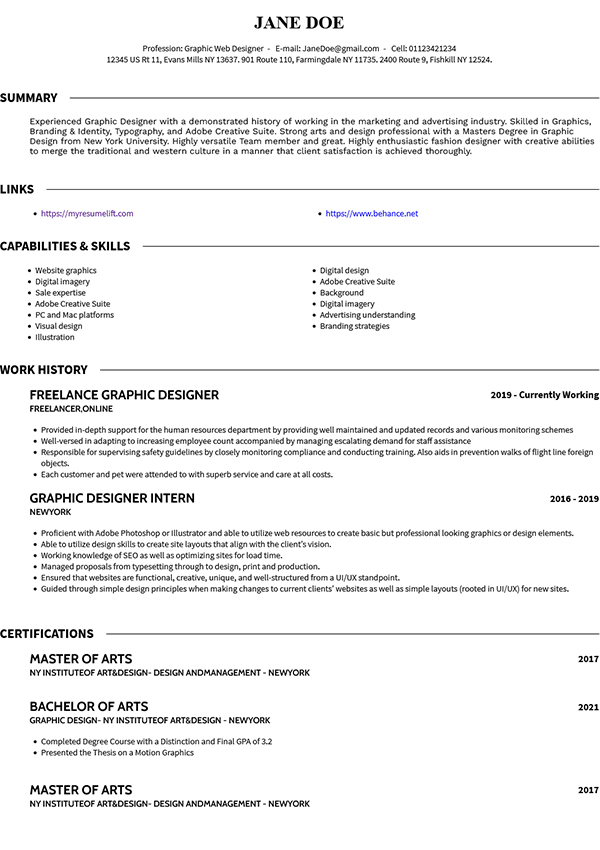 JANE DOE
Profession: Graphic Web Designer - E-mail: JaneDoe@gmail.com - Cell: 01123421234
12345 US Rt 11, Evans Mills NY 13637. 901 Route 110, Farmingdale NY 11735. 2400 Route 9, Fishkill NY 12524.
SUMMARY
Experienced Graphic Designer with a demonstrated history of working in the marketing and advertising industry. Skilled in Graphics,
Branding & Identity, Typography, and Adobe Creative Suite. Strong arts and design professional with a Masters Degree in Graphic
Design from New York University. Highly versatile Team member and great. Highly enthusiastic fashion designer with creative abilities
to merge the traditional and western culture in a manner that client satisfaction is achieved thoroughly.
LINKS
• https://myresumelift.com
• https://www.behance.net
CAPABILITIES & SKILLS
• Website graphics
• Digital imagery
• Sale expertise
• Adobe Creative Suite
• PC and Mac platforms
• Visual design
• Illustration
• Digital design
• Adobe Creative Suite
• Background
• Digital imagery
• Advertising understanding
• Branding strategies
WORK HISTORY
FREELANCE GRAPHIC DESIGNER 2019 - Currently Working
FREELANCER,ONLINE
• Provided in-depth support for the human resources department by providing well maintained and updated records and various monitoring schemes
• Well-versed in adapting to increasing employee count accompanied by managing escalating demand for staff assistance
• Responsible for supervising safety guidelines by closely monitoring compliance and conducting training. Also aids in prevention walks of flight line foreign
objects.
• Each customer and pet were attended to with superb service and care at all costs.
GRAPHIC DESIGNER INTERN 2016 - 2019
NEWYORK
• Proficient with Adobe Photoshop or Illustrator and able to utilize web resources to create basic but professional looking graphics or design elements.
• Able to utilize design skills to create site layouts that align with the client's vision.
• Working knowledge of SEO as well as optimizing sites for load time.
• Managed proposals from typesetting through to design, print and production.
• Ensured that websites are functional, creative, unique, and well-structured from a UI/UX standpoint.
• Guided through simple design principles when making changes to current clients' websites as well as simple layouts (rooted in UI/UX) for new sites.
CERTIFICATIONS
MASTER OF ARTS 2017
NY INSTITUTEOF ART&DESIGN- DESIGN ANDMANAGEMENT - NEWYORK
BACHELOR OF ARTS 2021
GRAPHIC DESIGN- NY INSTITUTEOF ART&DESIGN - NEWYORK
• Completed Degree Course with a Distinction and Final GPA of 3.2
• Presented the Thesis on a Motion Graphics
MASTER OF ARTS 2017
NY INSTITUTEOF ART&DESIGN- DESIGN ANDMANAGEMENT - NEWYORK